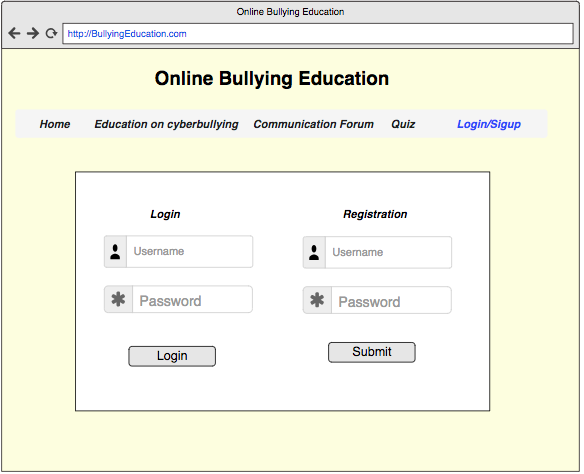 Online Bullying Education
http://BullyingEducation.com
Online Bullying Education
Home Education on cyberbullying Communication Forum Quiz Login/Sigup
Login Registration
Username Username
Password Password
Login Submit